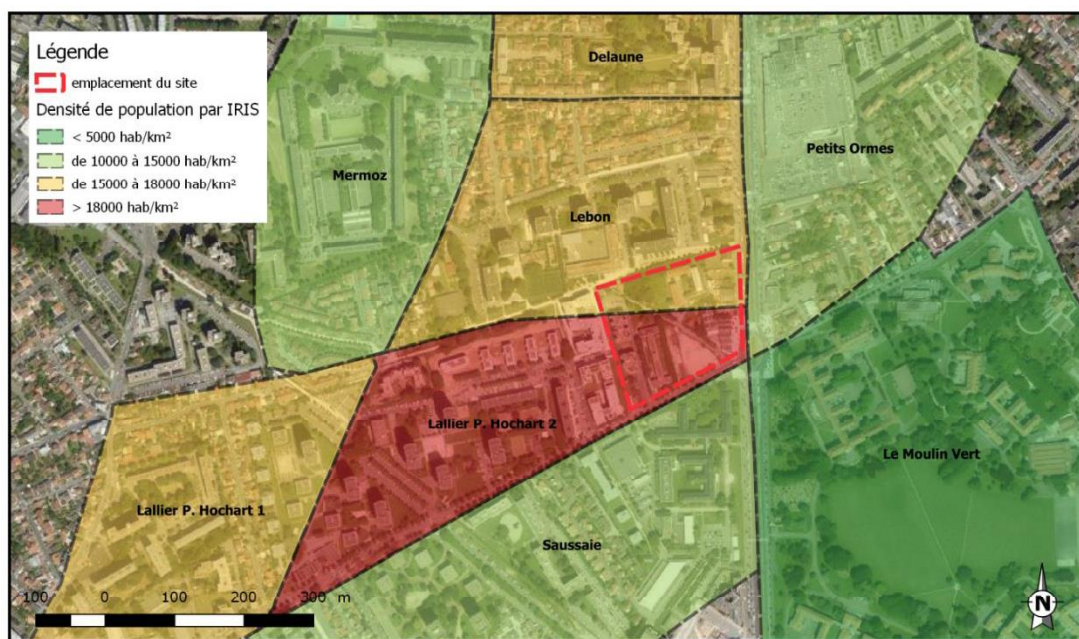 Légende
emplacement du site
Densité de population par IRIS
< 5000 hab/km²
de 10000 à 15000 hab/km²
de 15000 à 18000 hab/km²
> 18000 hab/km²
Delaune
Petits Ormes
Mermoz
Lebon
Lallier P. Hochart 2
Le Moulin Vert
Lallier P. Hochart 1
Saussaie
-100 0 100 200 300 m
N